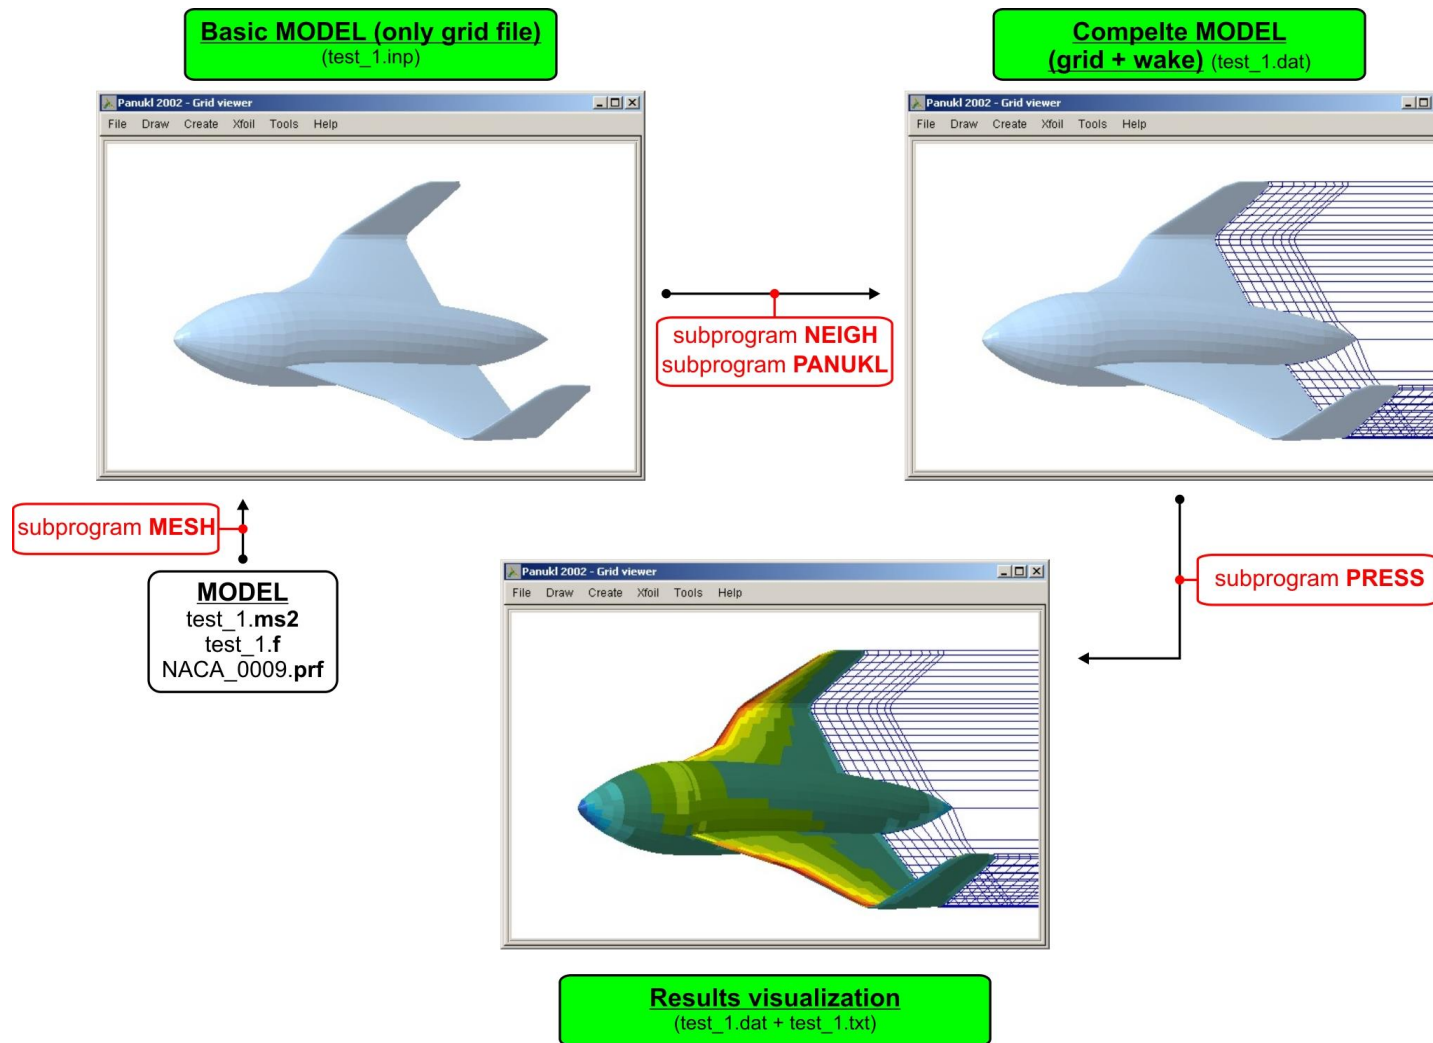 Basic MODEL (only grid file)
(test_1.inp)
Compelte MODEL
(grid + wake) (test_1.dat)
Panukl 2002 - Grid viewer
File Draw Create Xfoil Tools Help
Panukl 2002 - Grid viewer
File Draw Create Xfoil Tools Help
subprogram NEIGH
subprogram PANUKL
subprogram MESH
MODEL
test_1.ms2
test_1.f
NACA_0009.prf
subprogram PRESS
Panukl 2002 - Grid viewer
File Draw Create Xfoil Tools Help
Results visualization
(test_1.dat + test_1.txt)